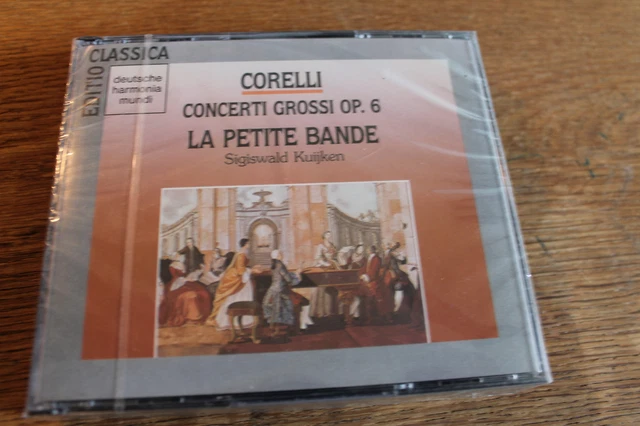 EDITIO CLASSICA
deutsche
harmonia
mundi
CORELLI
CONCERTI GROSSI OP. 6
LA PETITE BANDE
Sigiswald Kuijken